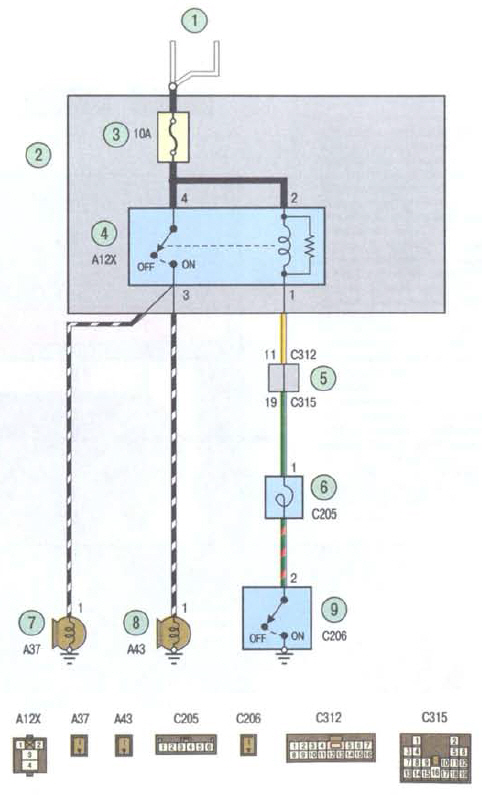 1
2
3 10A
4 2
4
A12X
OFF ON
3 1
11 C312
5
19 C315
1
6
C205
2
7 1
A37
8 1
A43
9
OFF ON
C206
A12X A37 A43 C205 C206 C312 C315
1 2
3
4
1 2 3 4 5 6
1 2 3 4 5 6 7
8 9 10 11 12 13 14 15 16
1 2
3 4 5 6
7 8 9 10 11 12
13 14 15 16 17 18 19